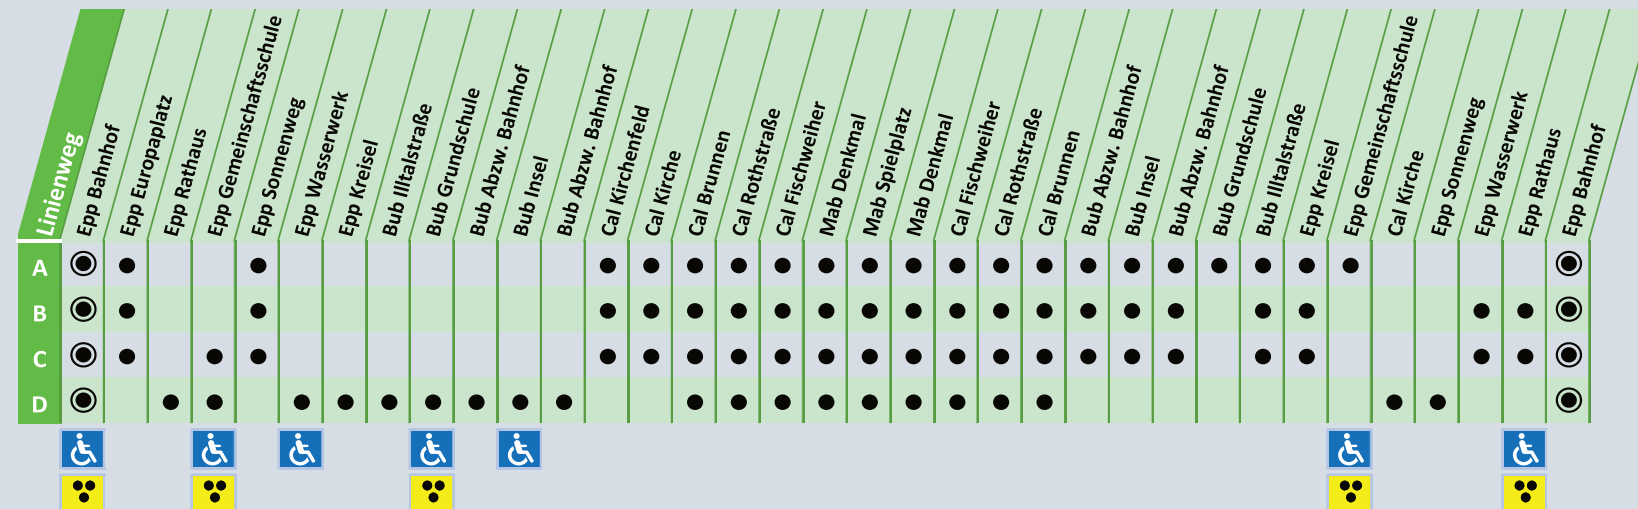 Linienweg
Epp Bahnhof
Epp Europaplatz
Epp Rathaus
Epp Gemeinschaftsschule
Epp Sonnenweg
Epp Wasserwerk
Epp Kreisel
Bub Illtalstraße
Bub Grundschule
Bub Abzw. Bahnhof
Bub Insel
Bub Abzw. Bahnhof
Cal Kirchenfeld
Cal Kirche
Cal Brunnen
Cal Rothstraße
Cal Fischweiher
Mab Denkmal
Mab Spielplatz
Mab Denkmal
Cal Fischweiher
Cal Rothstraße
Cal Brunnen
Bub Abzw. Bahnhof
Bub Insel
Bub Abzw. Bahnhof
Bub Grundschule
Bub Illtalstraße
Epp Kreisel
Epp Gemeinschaftsschule
Cal Kirche
Epp Sonnenweg
Epp Wasserwerk
Epp Rathaus
Epp Bahnhof
A
B
C
D